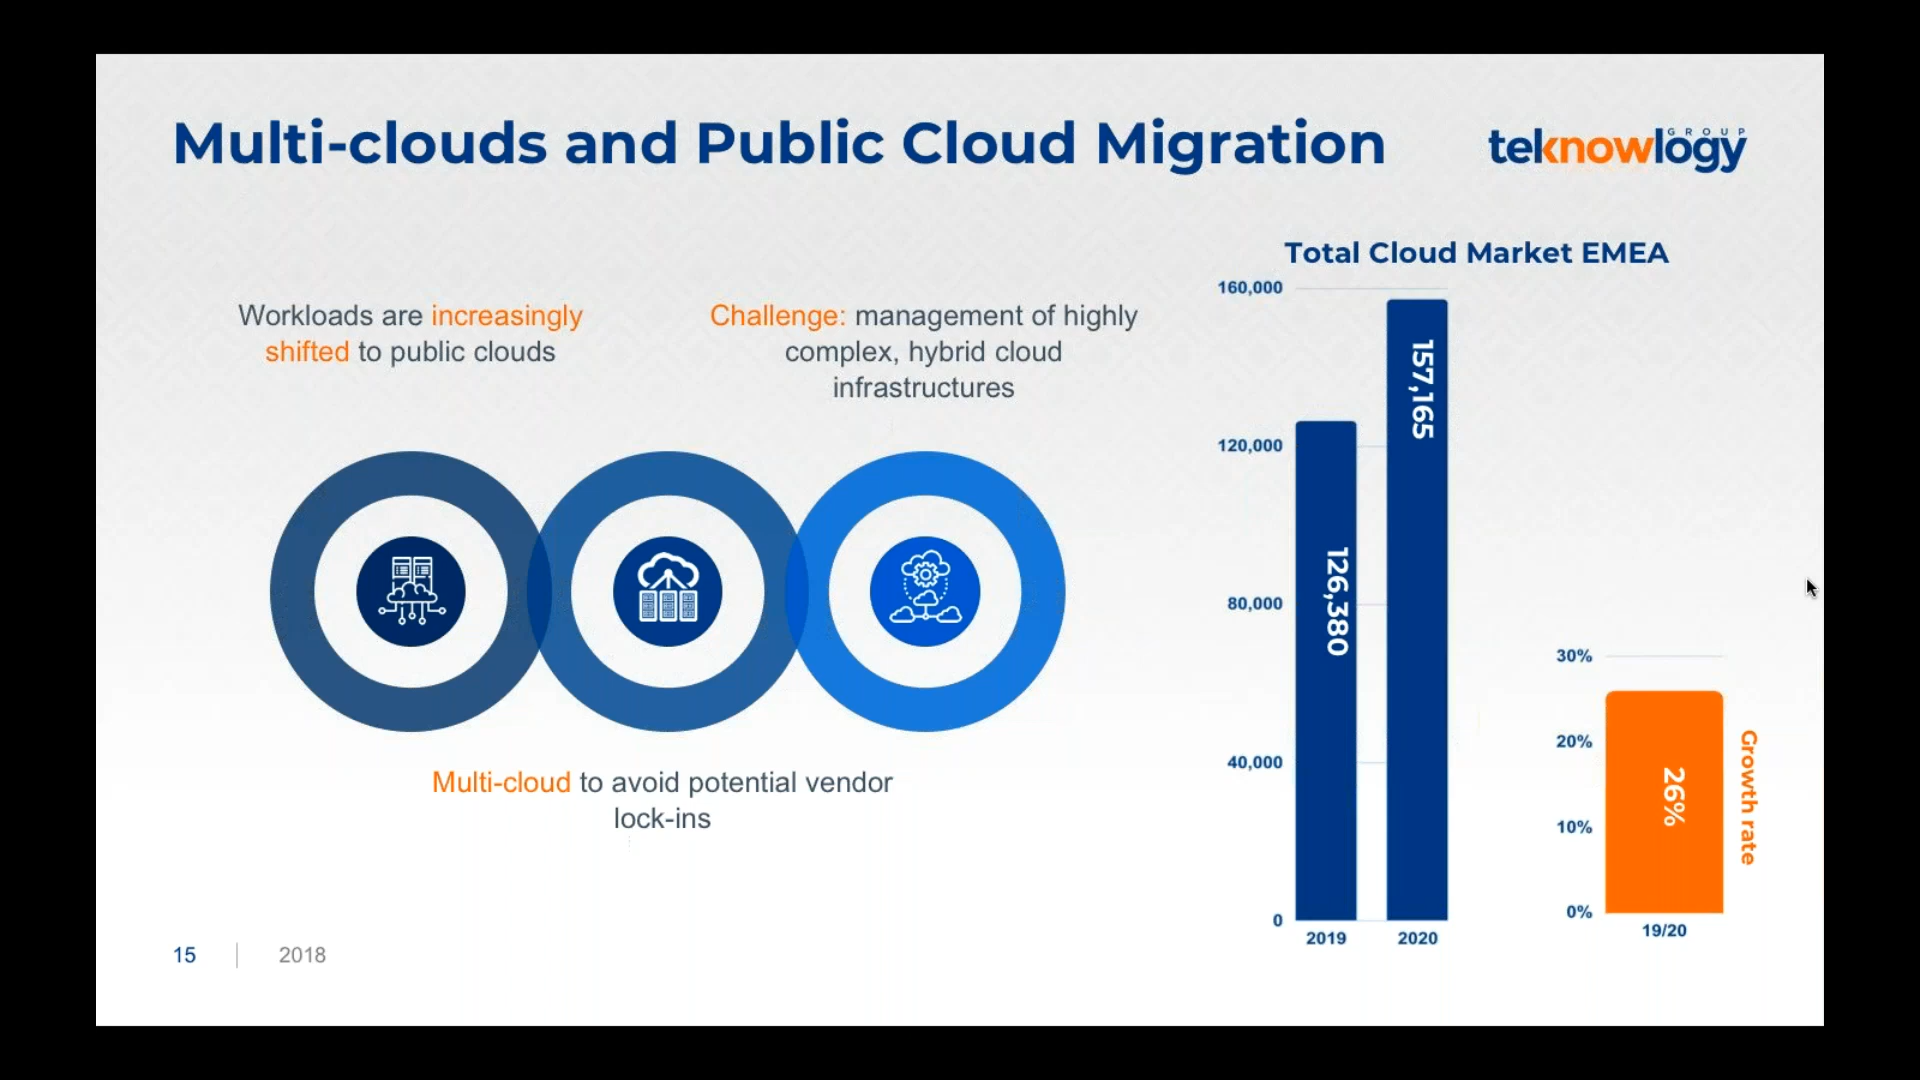 Multi-clouds and Public Cloud Migration
teknowlogy
GROUP
Workloads are increasingly
shifted to public clouds
Challenge: management of highly
complex, hybrid cloud
infrastructures
Multi-cloud to avoid potential vendor
lock-ins
Total Cloud Market EMEA
160,000
120,000
80,000
40,000
0
126,380
157,165
2019
2020
30%
20%
10%
0%
26%
19/20
Growth rate
15
2018